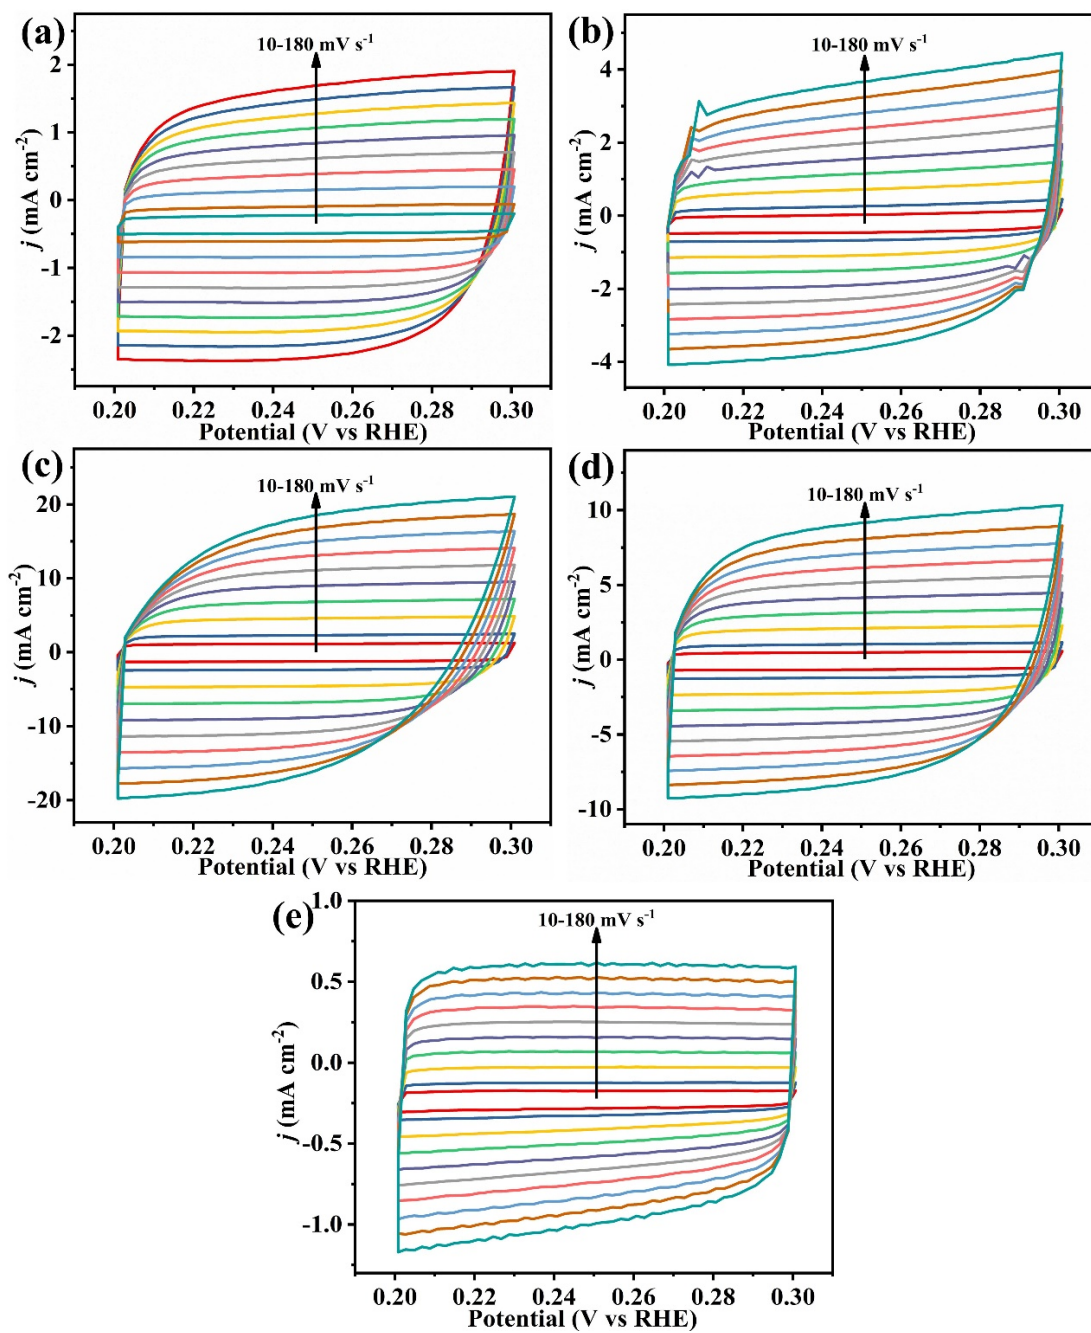 (a)
10-180 mV s⁻¹
2
1
0
-1
-2
j (mA cm⁻²)
0.20 0.22 0.24 0.26 0.28 0.30
Potential (V vs RHE)
(b)
10-180 mV s⁻¹
4
2
0
-2
-4
j (mA cm⁻²)
0.20 0.22 0.24 0.26 0.28 0.30
Potential (V vs RHE)
(c)
10-180 mV s⁻¹
20
10
0
-10
-20
j (mA cm⁻²)
0.20 0.22 0.24 0.26 0.28 0.30
Potential (V vs RHE)
(d)
10-180 mV s⁻¹
10
5
0
-5
-10
j (mA cm⁻²)
0.20 0.22 0.24 0.26 0.28 0.30
Potential (V vs RHE)
(e)
10-180 mV s⁻¹
1.0
0.5
0.0
-0.5
-1.0
j (mA cm⁻²)
0.20 0.22 0.24 0.26 0.28 0.30
Potential (V vs RHE)